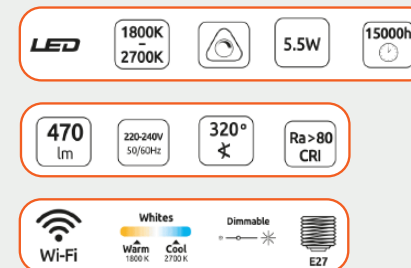 LED
1800K
–
2700K
5.5W
15000h
470
lm
220-240V
50/60Hz
320°
Ra>80
CRI
Wi-Fi
Whites
Warm
1800 K
Cool
2700 K
Dimmable
E27